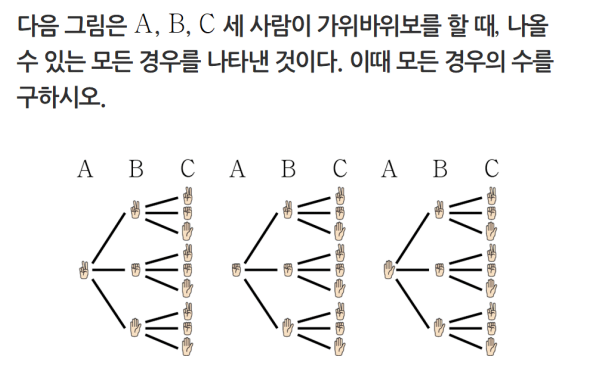 다음 그림은 A, B, C 세 사람이 가위바위보를 할 때, 나올
수 있는 모든 경우를 나타낸 것이다. 이때 모든 경우의 수를
구하시오.
A B C A B C A B C